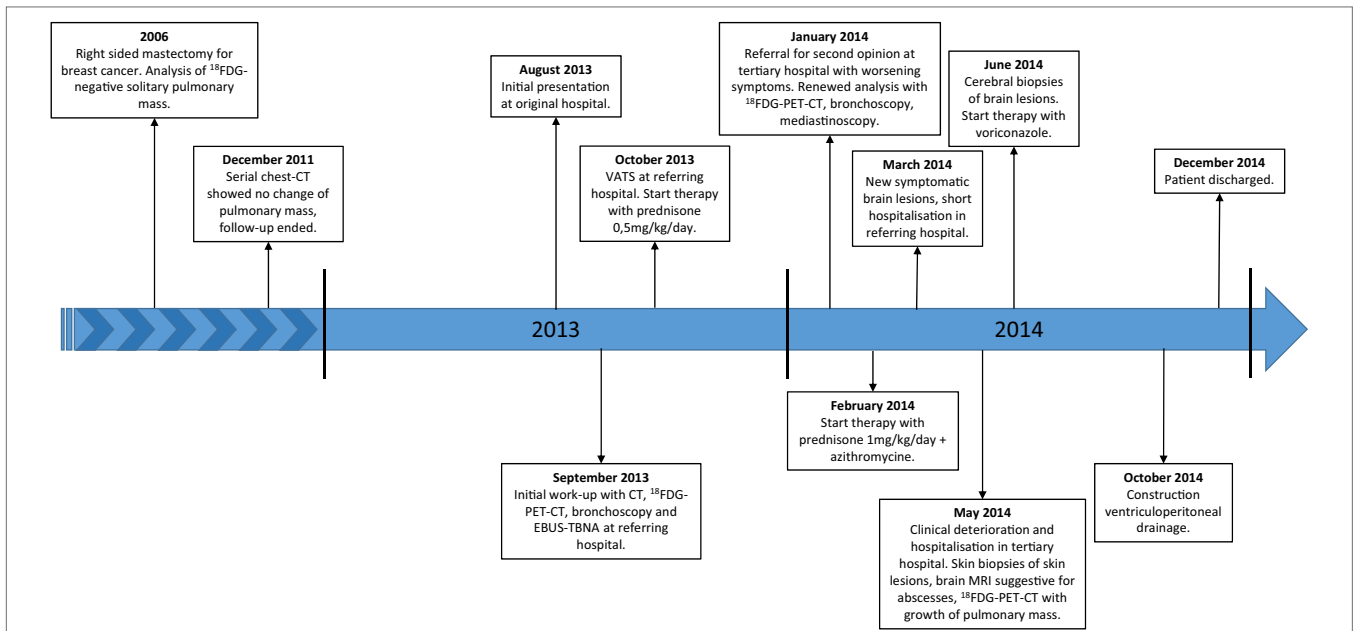 2006
Right sided mastectomy for
breast cancer. Analysis of ¹⁸FDG-
negative solitary pulmonary
mass.
December 2011
Serial chest-CT
showed no change of
pulmonary mass,
follow-up ended.
August 2013
Initial presentation
at original hospital.
October 2013
VATS at referring
hospital. Start therapy
with prednisone
0,5mg/kg/day.
January 2014
Referral for second opinion at
tertiary hospital with worsening
symptoms. Renewed analysis with
¹⁸FDG-PET-CT, bronchoscopy,
mediastinoscopy.
March 2014
New symptomatic
brain lesions, short
hospitalisation in
referring hospital.
June 2014
Cerebral biopsies
of brain lesions.
Start therapy with
voriconazole.
December 2014
Patient discharged.
2013
2014
September 2013
Initial work-up with CT, ¹⁸FDG-
PET-CT, bronchoscopy and
EBUS-TBNA at referring
hospital.
February 2014
Start therapy with
prednisone 1mg/kg/day +
azithromycine.
May 2014
Clinical deterioration and
hospitalisation in tertiary
hospital. Skin biopsies of skin
lesions, brain MRI suggestive for
abscesses, ¹⁸FDG-PET-CT with
growth of pulmonary mass.
October 2014
Construction
ventriculoperitoneal
drainage.